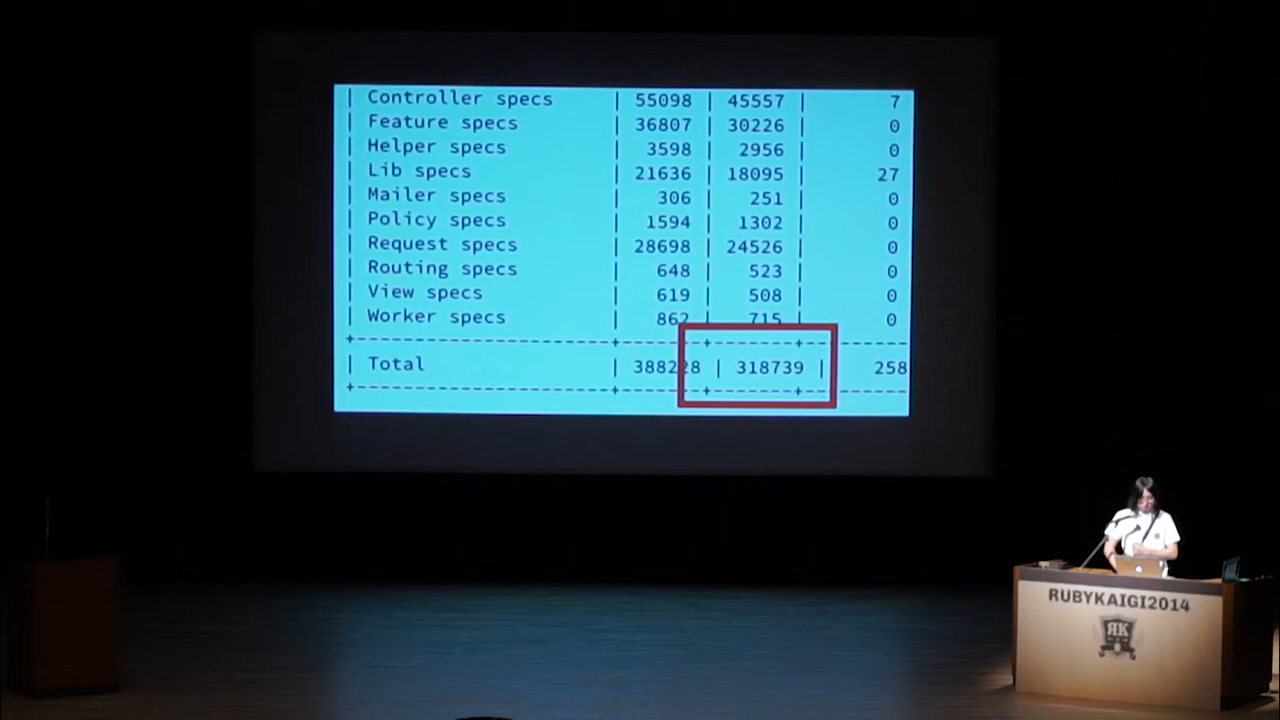 | Controller specs | 55098 | 45557 | 7
| Feature specs | 36807 | 30226 | 0
| Helper specs | 3598 | 2956 | 0
| Lib specs | 21636 | 18095 | 27
| Mailer specs | 306 | 251 | 0
| Policy specs | 1594 | 1302 | 0
| Request specs | 28698 | 24526 | 0
| Routing specs | 648 | 523 | 0
| View specs | 619 | 508 | 0
| Worker specs | 862 | 715 | 0
| Total | 388228 | 318739 | 258
RUBYKAIGI2014
RK